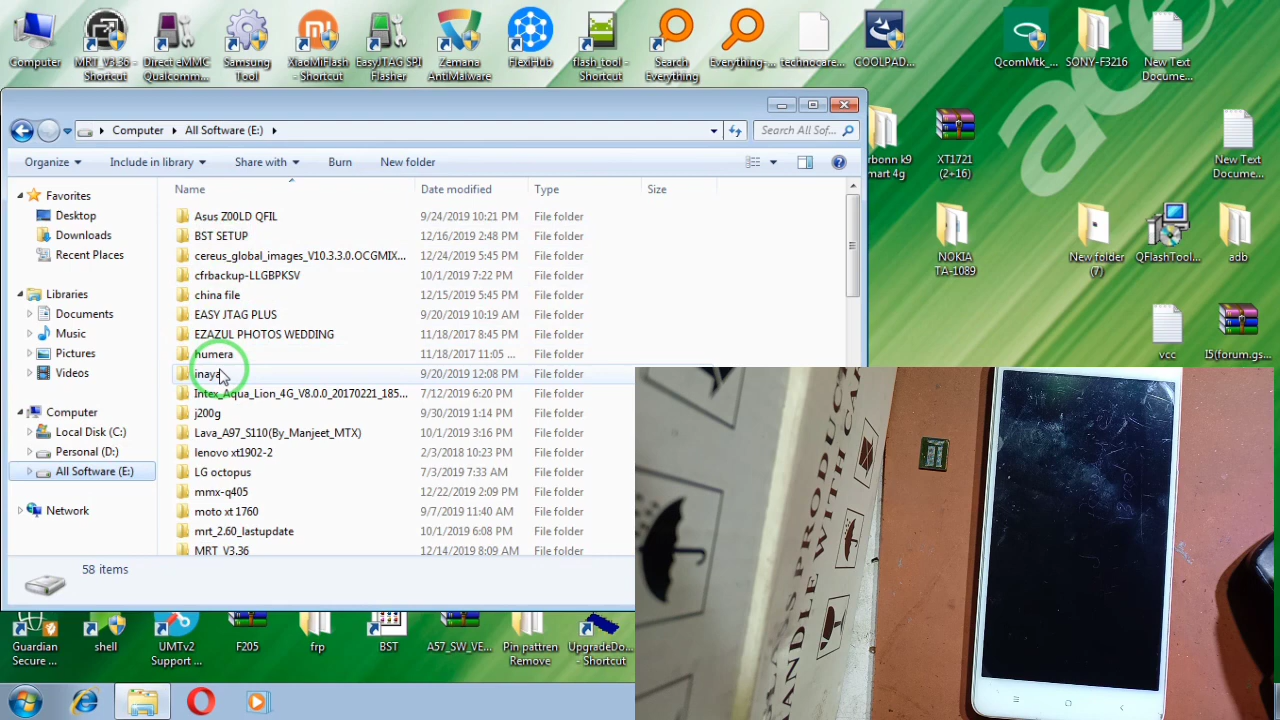 Computer
MRT_V3.36 - Shortcut
Direct eMMC Qualcomm...
Samsung Tool
XiaoMiFlash - Shortcut
EasyJTAG SPI Flasher
Zemana AntiMalware
FlexiHub
flash_tool - Shortcut
Search Everything
Everything-...
technocare...
COOLPAD...
QcomMtk_...
SONY-F3216
New Text Docume...
acer
Computer
All Software (E:)
Search All Sof...
Organize
Include in library
Share with
Burn
New folder
Name
Date modified
Type
Size
Favorites
Desktop
Downloads
Recent Places
Libraries
Documents
Music
Pictures
Videos
Computer
Local Disk (C:)
Personal (D:)
All Software (E:)
Network
Asus Z00LD QFIL 9/24/2019 10:21 PM File folder
BST SETUP 12/16/2019 2:48 PM File folder
cereus_global_images_V10.3.3.0.OCGMIX... 12/24/2019 5:45 PM File folder
cfrbackup-LLGBPKSV 10/1/2019 7:22 PM File folder
china file 12/15/2019 5:45 PM File folder
EASY JTAG PLUS 12/22/2019 8:49 AM File folder
EZAZUL PHOTOS WEDDING 11/18/2017 8:45 PM File folder
humera 11/18/2017 11:05 ... File folder
inaya 9/20/2019 12:08 PM File folder
Intex_Aqua_Lion_4G_V8.0.0_20170221_185... 7/12/2019 6:20 PM File folder
j200g 9/30/2019 1:14 PM File folder
Lava_A97_S110(By_Manjeet_MTX) 10/1/2019 3:16 PM File folder
lenovo xt1902-2 2/3/2018 10:23 PM File folder
LG octopus 7/3/2019 7:33 AM File folder
mmx-q405 12/22/2019 2:09 PM File folder
moto xt 1760 9/7/2019 11:40 AM File folder
mrt_2.60_lastupdate 10/1/2019 6:08 PM File folder
MRT_V3.36 12/14/2019 8:09 AM File folder
58 items
rbonn k9
mart 4g
XT1721 (2+16)
New Text Docume...
NOKIA TA-1089
New folder (7)
QFlashTool...
adb
vcc
I5(forum.gs...
Guardian Secure ...
shell
UMTv2 Support ...
F205
frp
BST
A57_SW_VE...
Pin pattren Remove
UpgradeDo... - Shortcut
THIS PRODUCT
HANDLE WITH CA